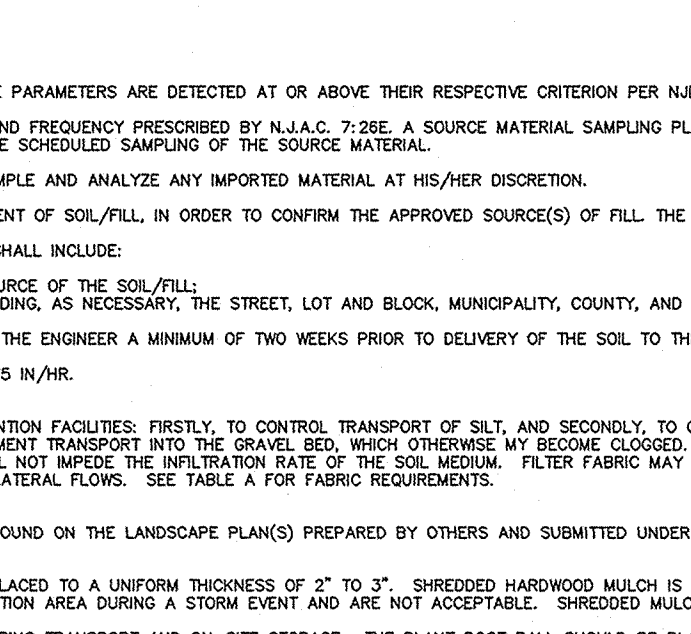 PARAMETERS ARE DETECTED AT OR ABOVE THEIR RESPECTIVE CRITERION PER
FREQUENCY PRESCRIBED BY N.J.A.C. 7:26E. A SOURCE MATERIAL SAMPLING
SCHEDULED SAMPLING OF THE SOURCE MATERIAL.
AND ANALYZE ANY IMPORTED MATERIAL AT HIS/HER DISCRETION.
OF SOIL/FILL, IN ORDER TO CONFIRM THE APPROVED SOURCE(S) OF FILL. THE
HALL INCLUDE:
URCE OF THE SOIL/FILL;
DING, AS NECESSARY, THE STREET, LOT AND BLOCK, MUNICIPALITY, COUNTY, AND
THE ENGINEER A MINIMUM OF TWO WEEKS PRIOR TO DELIVERY OF THE SOIL TO
5 IN/HR.
NTION FACILITIES: FIRSTLY, TO CONTROL TRANSPORT OF SILT, AND SECONDLY, TO
MENT TRANSPORT INTO THE GRAVEL BED, WHICH OTHERWISE MY BECOME CLOGGED.
NOT IMPEDE THE INFILTRATION RATE OF THE SOIL MEDIUM. FILTER FABRIC MAY
ATERAL FLOWS. SEE TABLE A FOR FABRIC REQUIREMENTS.
OUND ON THE LANDSCAPE PLAN(S) PREPARED BY OTHERS AND SUBMITTED UNDER
LACED TO A UNIFORM THICKNESS OF 2" TO 3". SHREDDED HARDWOOD MULCH IS
TION AREA DURING A STORM EVENT AND ARE NOT ACCEPTABLE. SHREDDED MULC